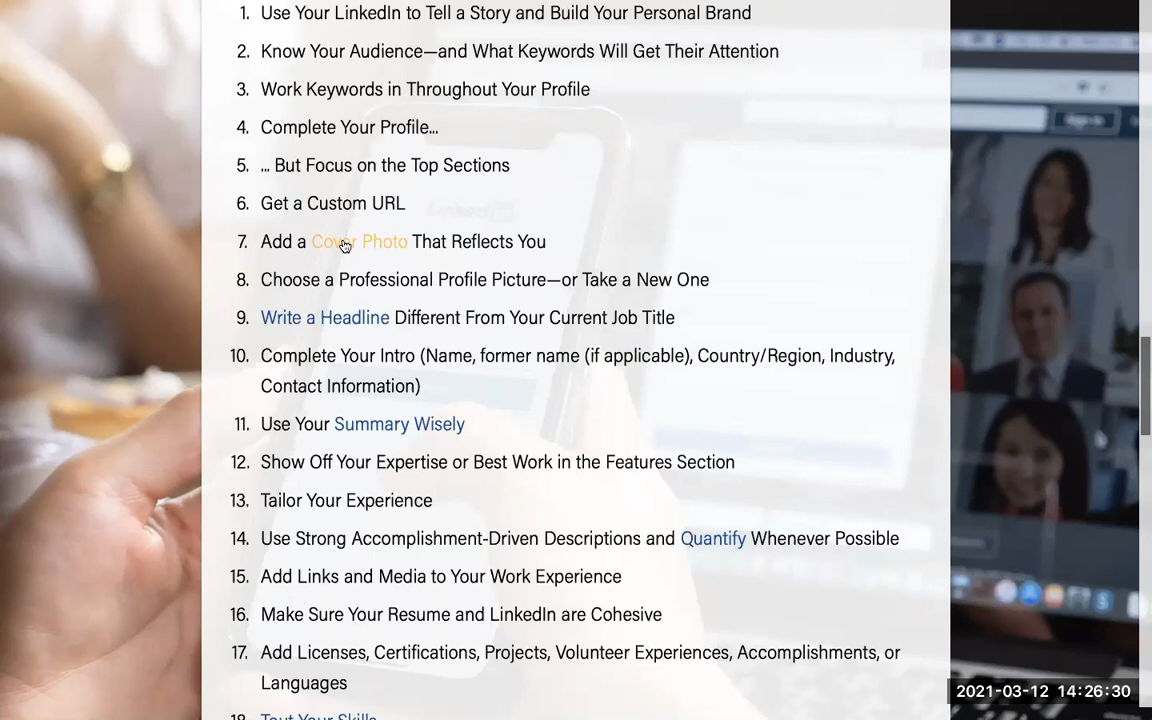 1. Use Your LinkedIn to Tell a Story and Build Your Personal Brand
2. Know Your Audience—and What Keywords Will Get Their Attention
3. Work Keywords in Throughout Your Profile
4. Complete Your Profile...
5. ... But Focus on the Top Sections
6. Get a Custom URL
7. Add a Cover Photo That Reflects You
8. Choose a Professional Profile Picture—or Take a New One
9. Write a Headline Different From Your Current Job Title
10. Complete Your Intro (Name, former name (if applicable), Country/Region, Industry,
Contact Information)
11. Use Your Summary Wisely
12. Show Off Your Expertise or Best Work in the Features Section
13. Tailor Your Experience
14. Use Strong Accomplishment-Driven Descriptions and Quantify Whenever Possible
15. Add Links and Media to Your Work Experience
16. Make Sure Your Resume and LinkedIn are Cohesive
17. Add Licenses, Certifications, Projects, Volunteer Experiences, Accomplishments, or
Languages
18. Tout Your Skills
2021-03-12 14:26:30